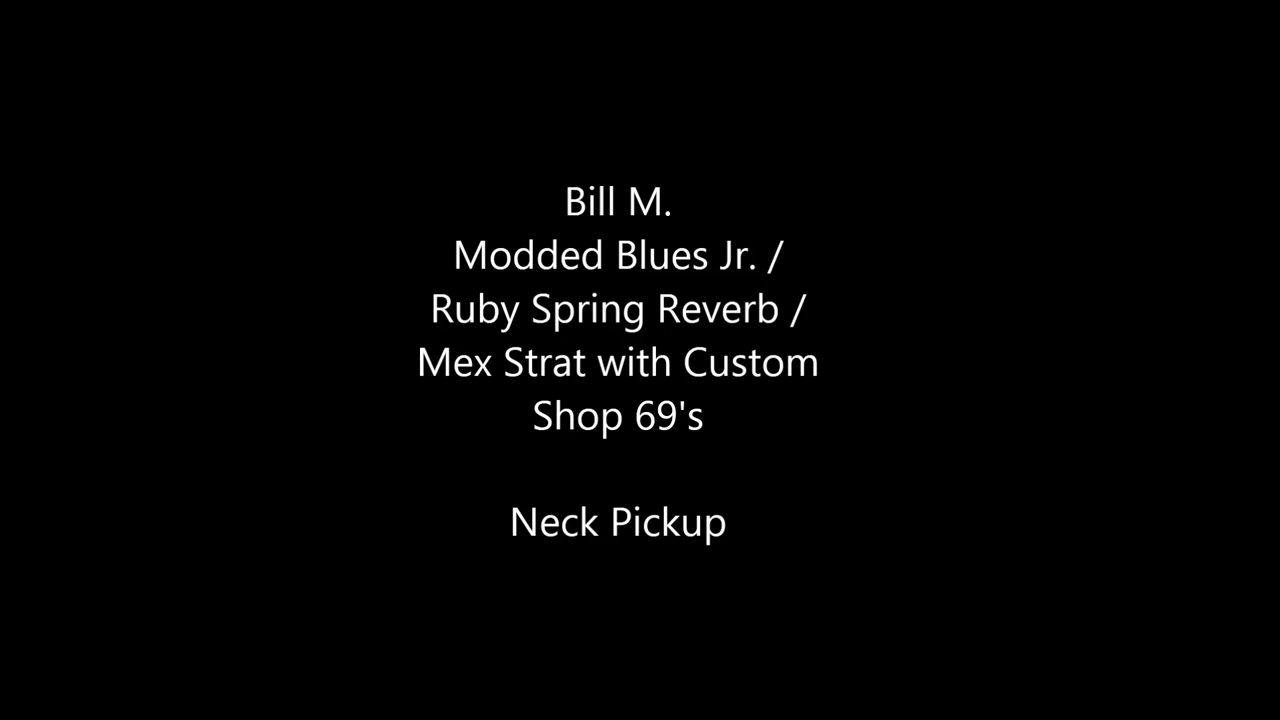 Bill M.
Modded Blues Jr. /
Ruby Spring Reverb /
Mex Strat with Custom
Shop 69's
Neck Pickup